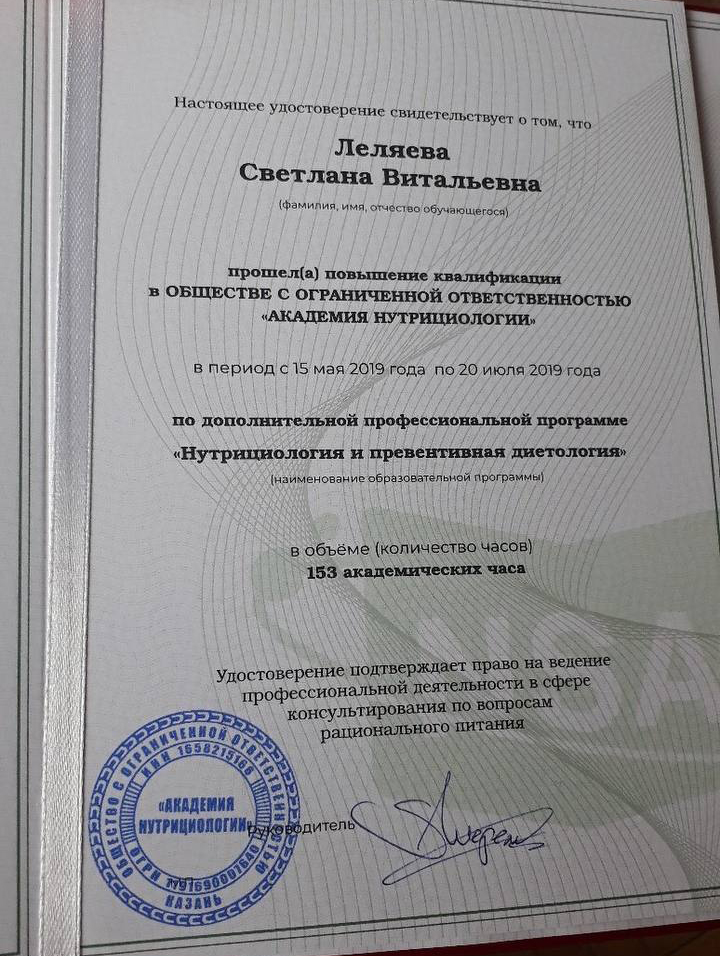 Настоящее удостоверение свидетельствует о том, что
Леляева
Светлана Витальевна
(фамилия, имя, отчество обучающегося)
прошел(а) повышение квалификации
в ОБЩЕСТВЕ С ОГРАНИЧЕННОЙ ОТВЕТСТВЕННОСТЬЮ
«АКАДЕМИЯ НУТРИЦИОЛОГИИ»
в период с 15 мая 2019 года по 20 июля 2019 года
по дополнительной профессиональной программе
«Нутрициология и превентивная диетология»
(наименование образовательной программы)
в объёме (количество часов)
153 академических часа
Удостоверение подтверждает право на ведение
профессиональной деятельности в сфере
консультирования по вопросам
рационального питания
ОБЩЕСТВО С ОГРАНИЧЕННОЙ ОТВЕТСТВЕННОСТЬЮ
ИНН 1658215166
«АКАДЕМИЯ
НУТРИЦИОЛОГИИ»
руководитель
ОГРН
КАЗАНЬ